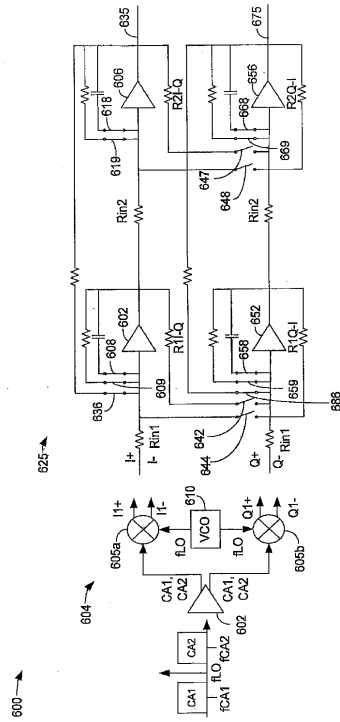 600
604
625
CA1
CA2
fCA1
fLO
fCA2
602
CA1,
CA2
CA1,
CA2
605a
605b
fLO
fLO
VCO
610
I1+
I1-
Q1+
Q1-
I+
I-
Rin1
636
609
608
602
R1I-Q
Rin2
619
618
606
635
R2I-Q
642
644
Q+
Q-
Rin1
686
659
658
652
R1Q-I
647
648
Rin2
669
668
656
675
R2Q-I